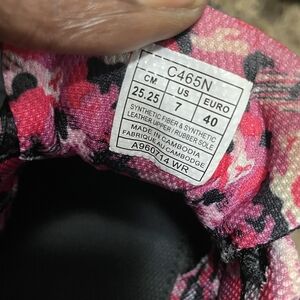 C465N
CM US EURO
25.25 7 40
SYNTHETIC FIBER & SYNTHETIC
LEATHER UPPER / RUBBER SOLE
MADE IN CAMBODIA
FABRIQUE AU CAMBODGE
A960714 WR